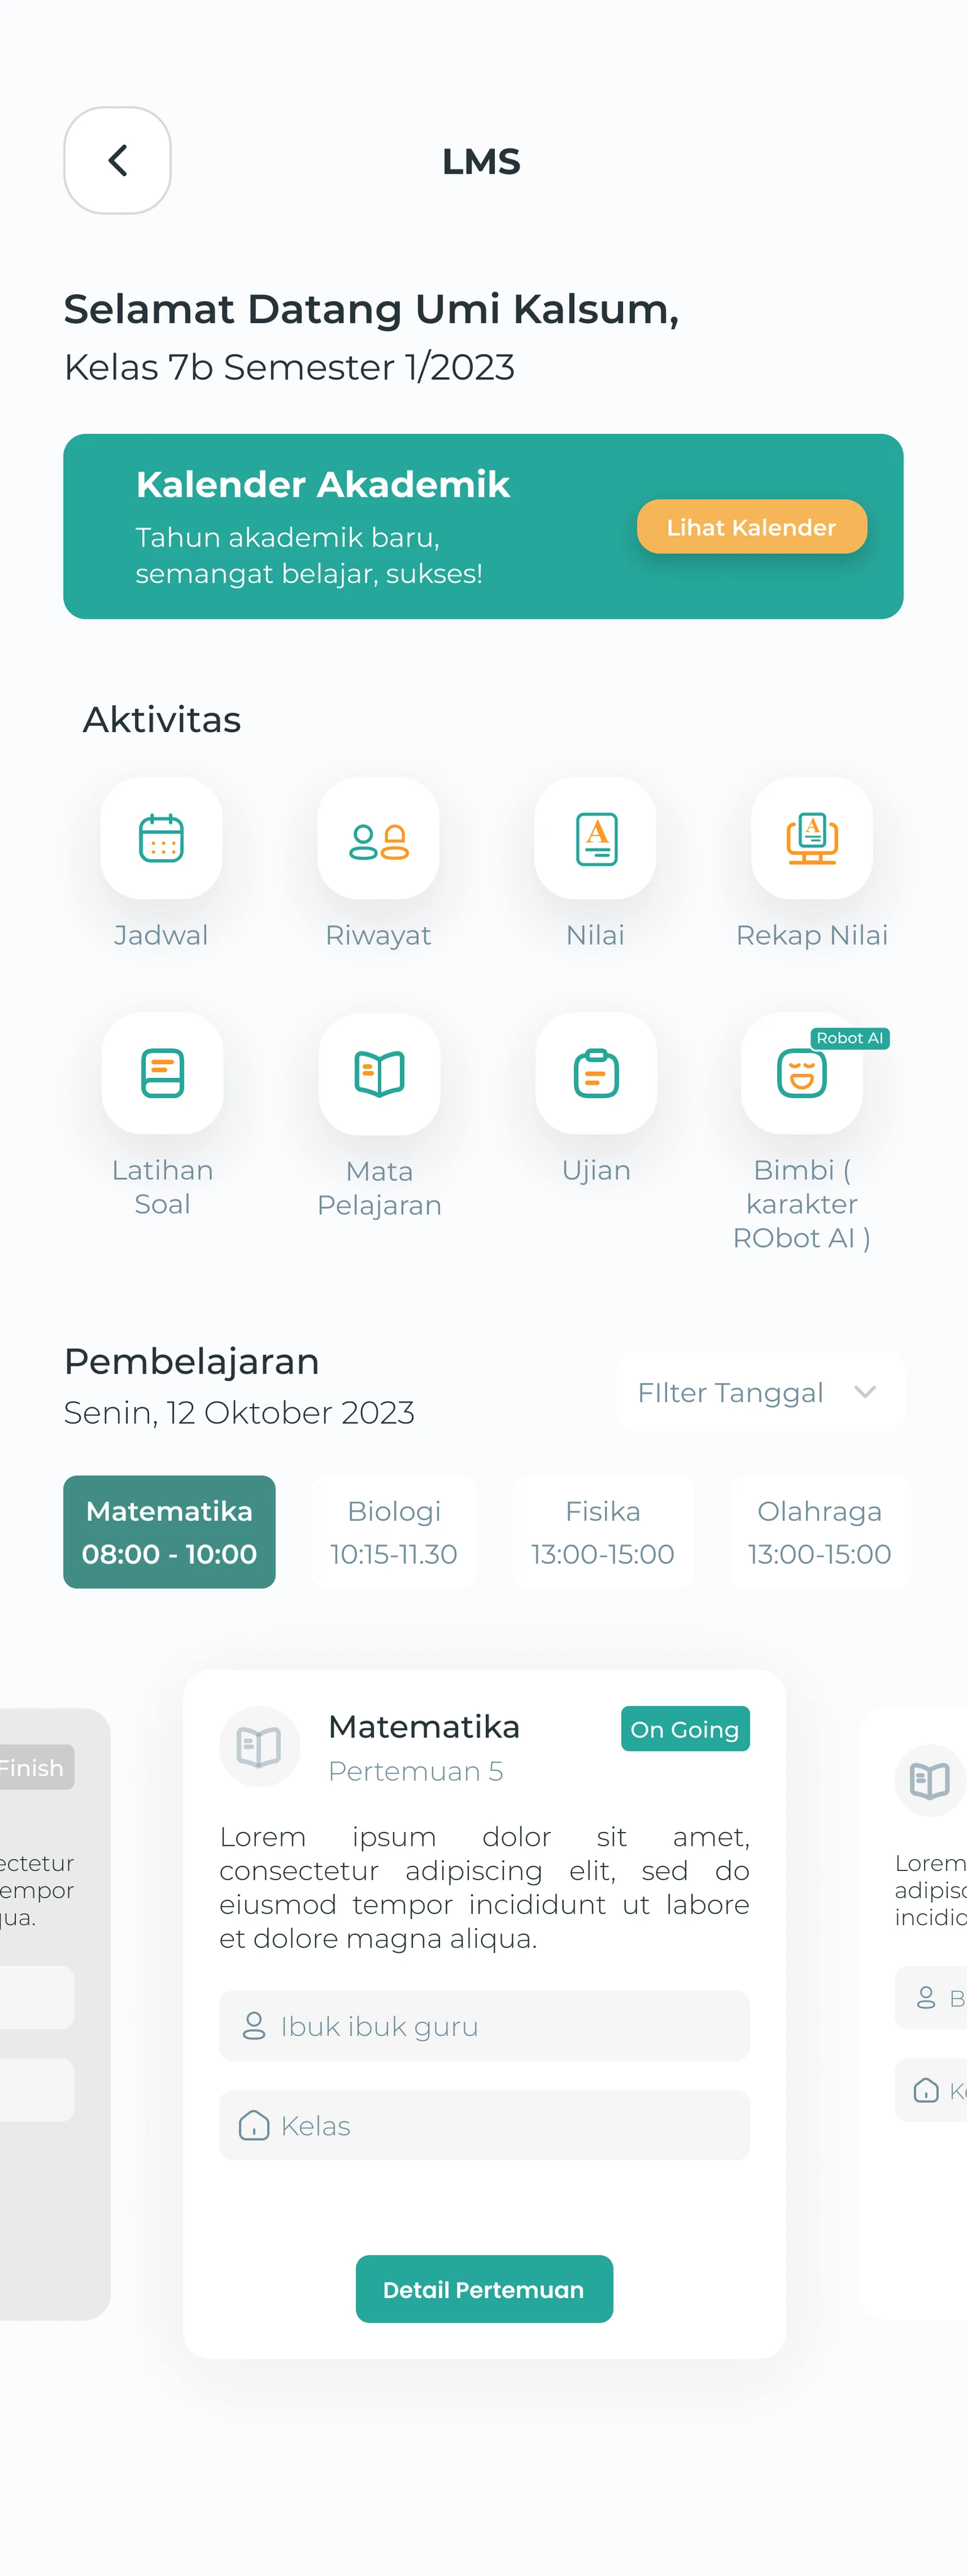 LMS
Selamat Datang Umi Kalsum,
Kelas 7b Semester 1/2023
Kalender Akademik
Tahun akademik baru,
semangat belajar, sukses!
Lihat Kalender
Aktivitas
Jadwal
Riwayat
A
Nilai
A
Rekap Nilai
Latihan
Soal
Mata
Pelajaran
Ujian
Robot AI
Bimbi (
karakter
RObot AI )
Pembelajaran
Senin, 12 Oktober 2023
FIlter Tanggal
Matematika
08:00 - 10:00
Biologi
10:15-11.30
Fisika
13:00-15:00
Olahraga
13:00-15:00
Finish
ectetur
empor
ua.
Matematika
Pertemuan 5
On Going
Lorem ipsum dolor sit amet,
consectetur adipiscing elit, sed do
eiusmod tempor incididunt ut labore
et dolore magna aliqua.
Ibuk ibuk guru
Kelas
Detail Pertemuan
Lorem
adipisc
incidid
B
Ke